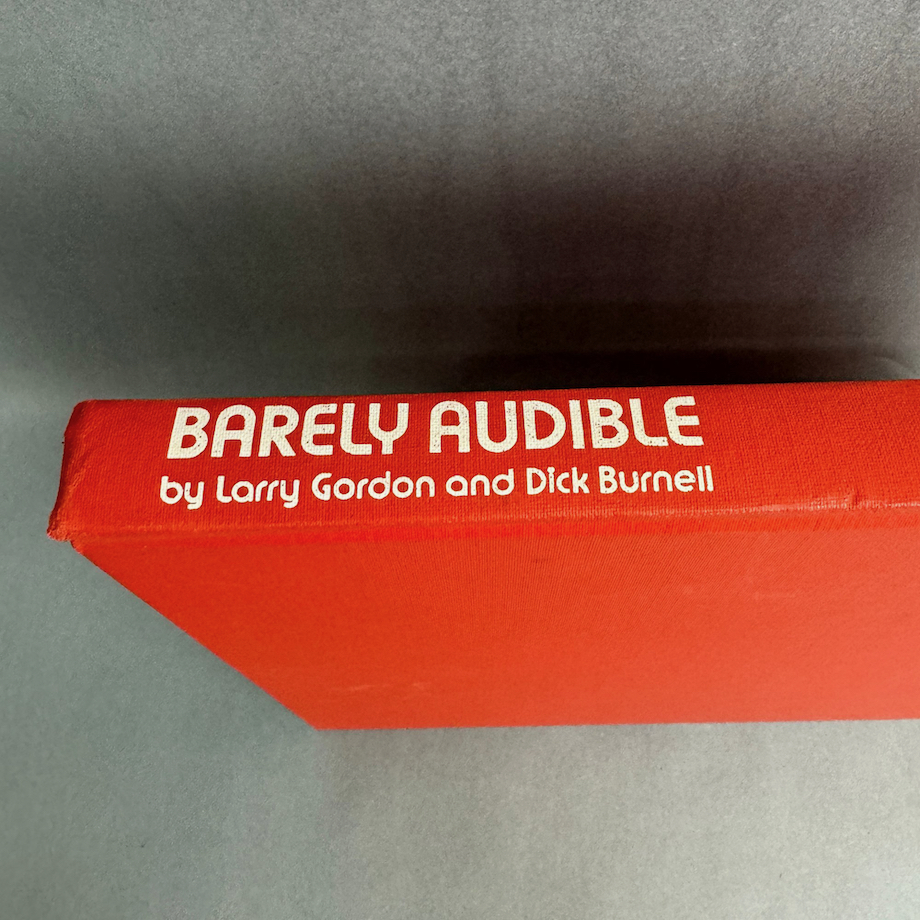 BARELY AUDIBLE
by Larry Gordon and Dick Burnell